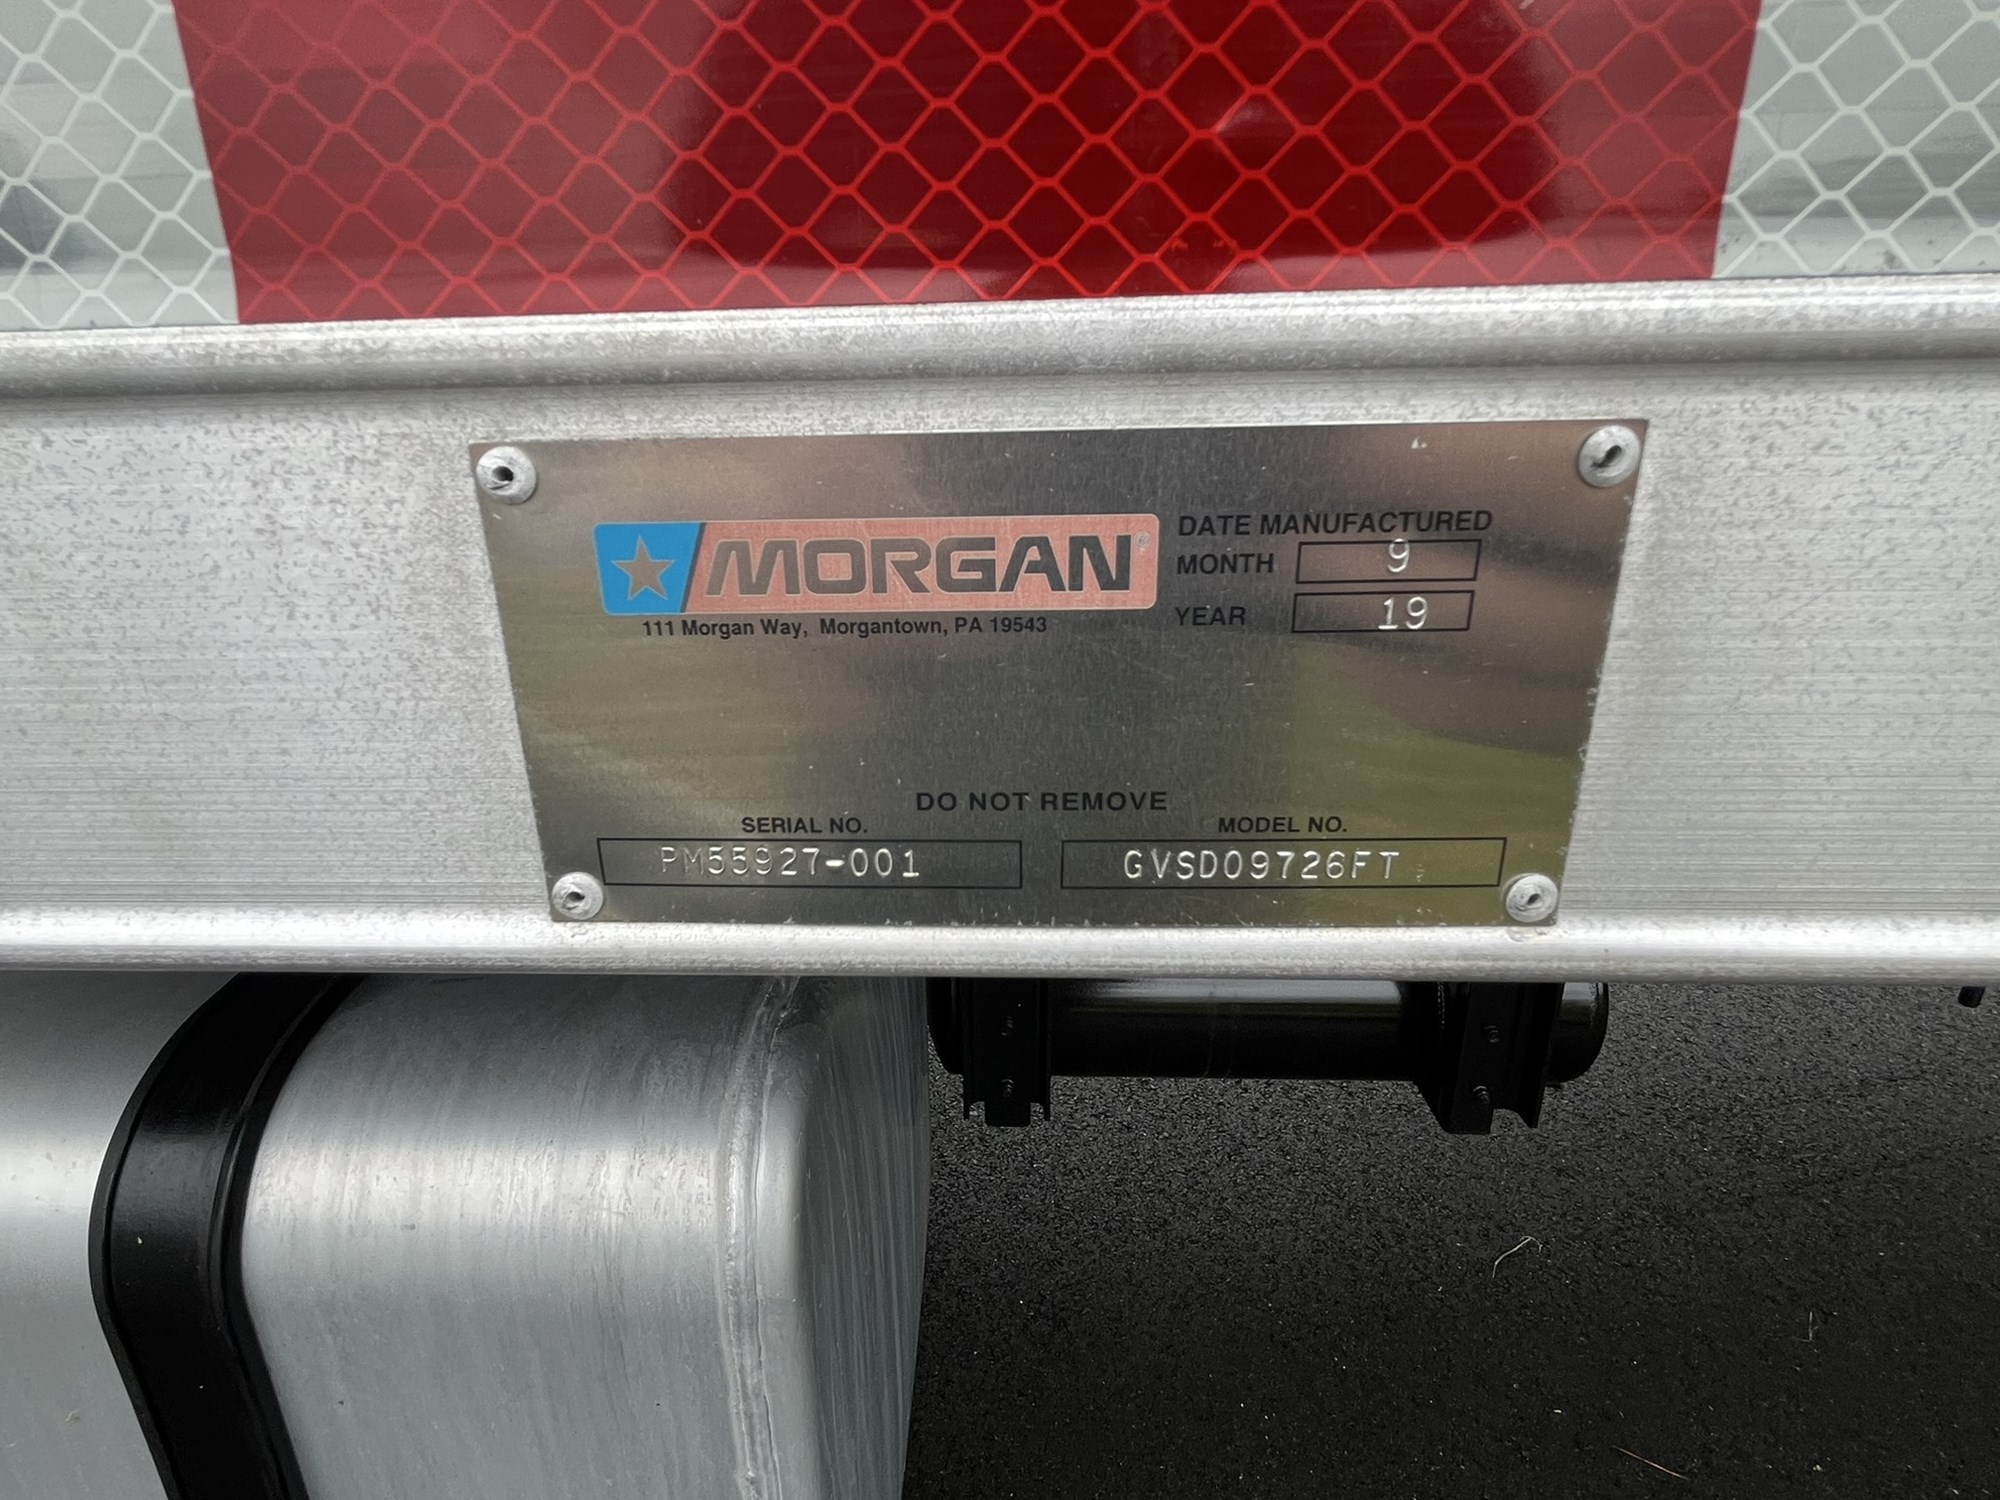 MORGAN®
111 Morgan Way, Morgantown, PA 19543
DATE MANUFACTURED
MONTH 9
YEAR 19
DO NOT REMOVE
SERIAL NO. MODEL NO.
PM55927-001 GVSD09726FT